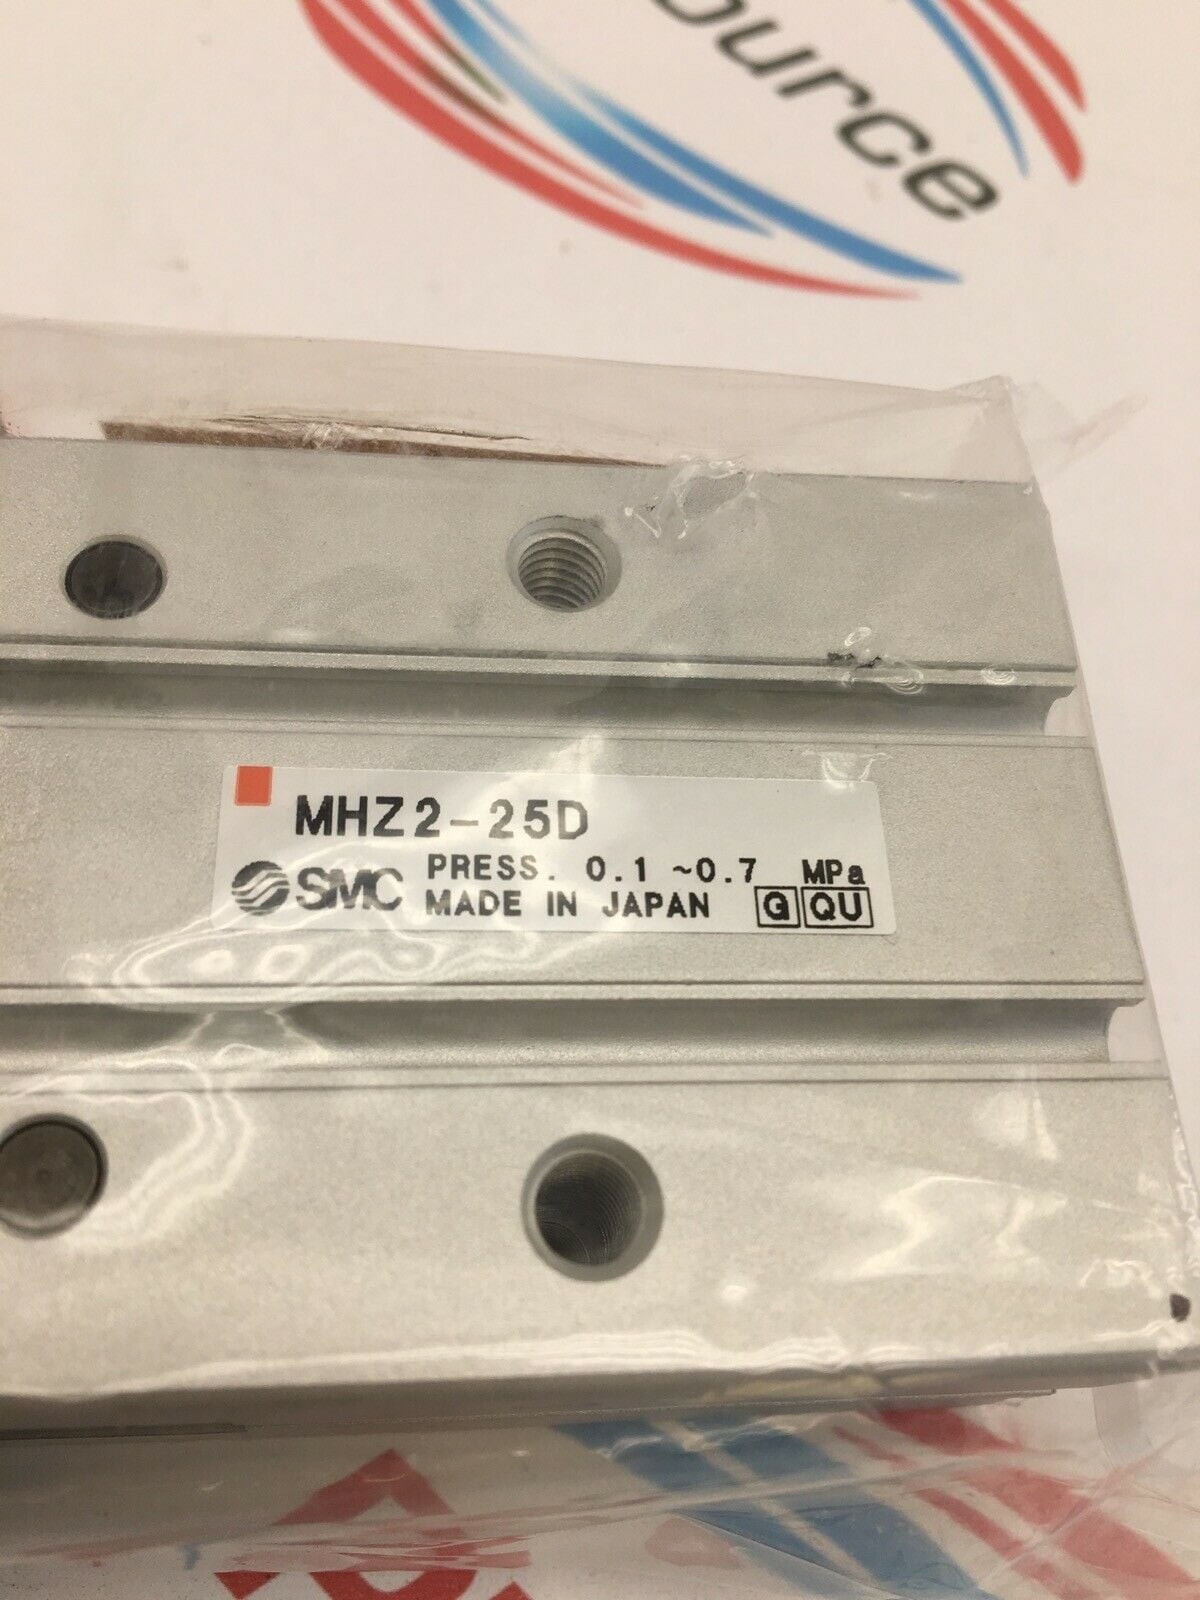 ource
MHZ2-25D
SMC PRESS. 0.1 ~0.7 MPa
MADE IN JAPAN G QU